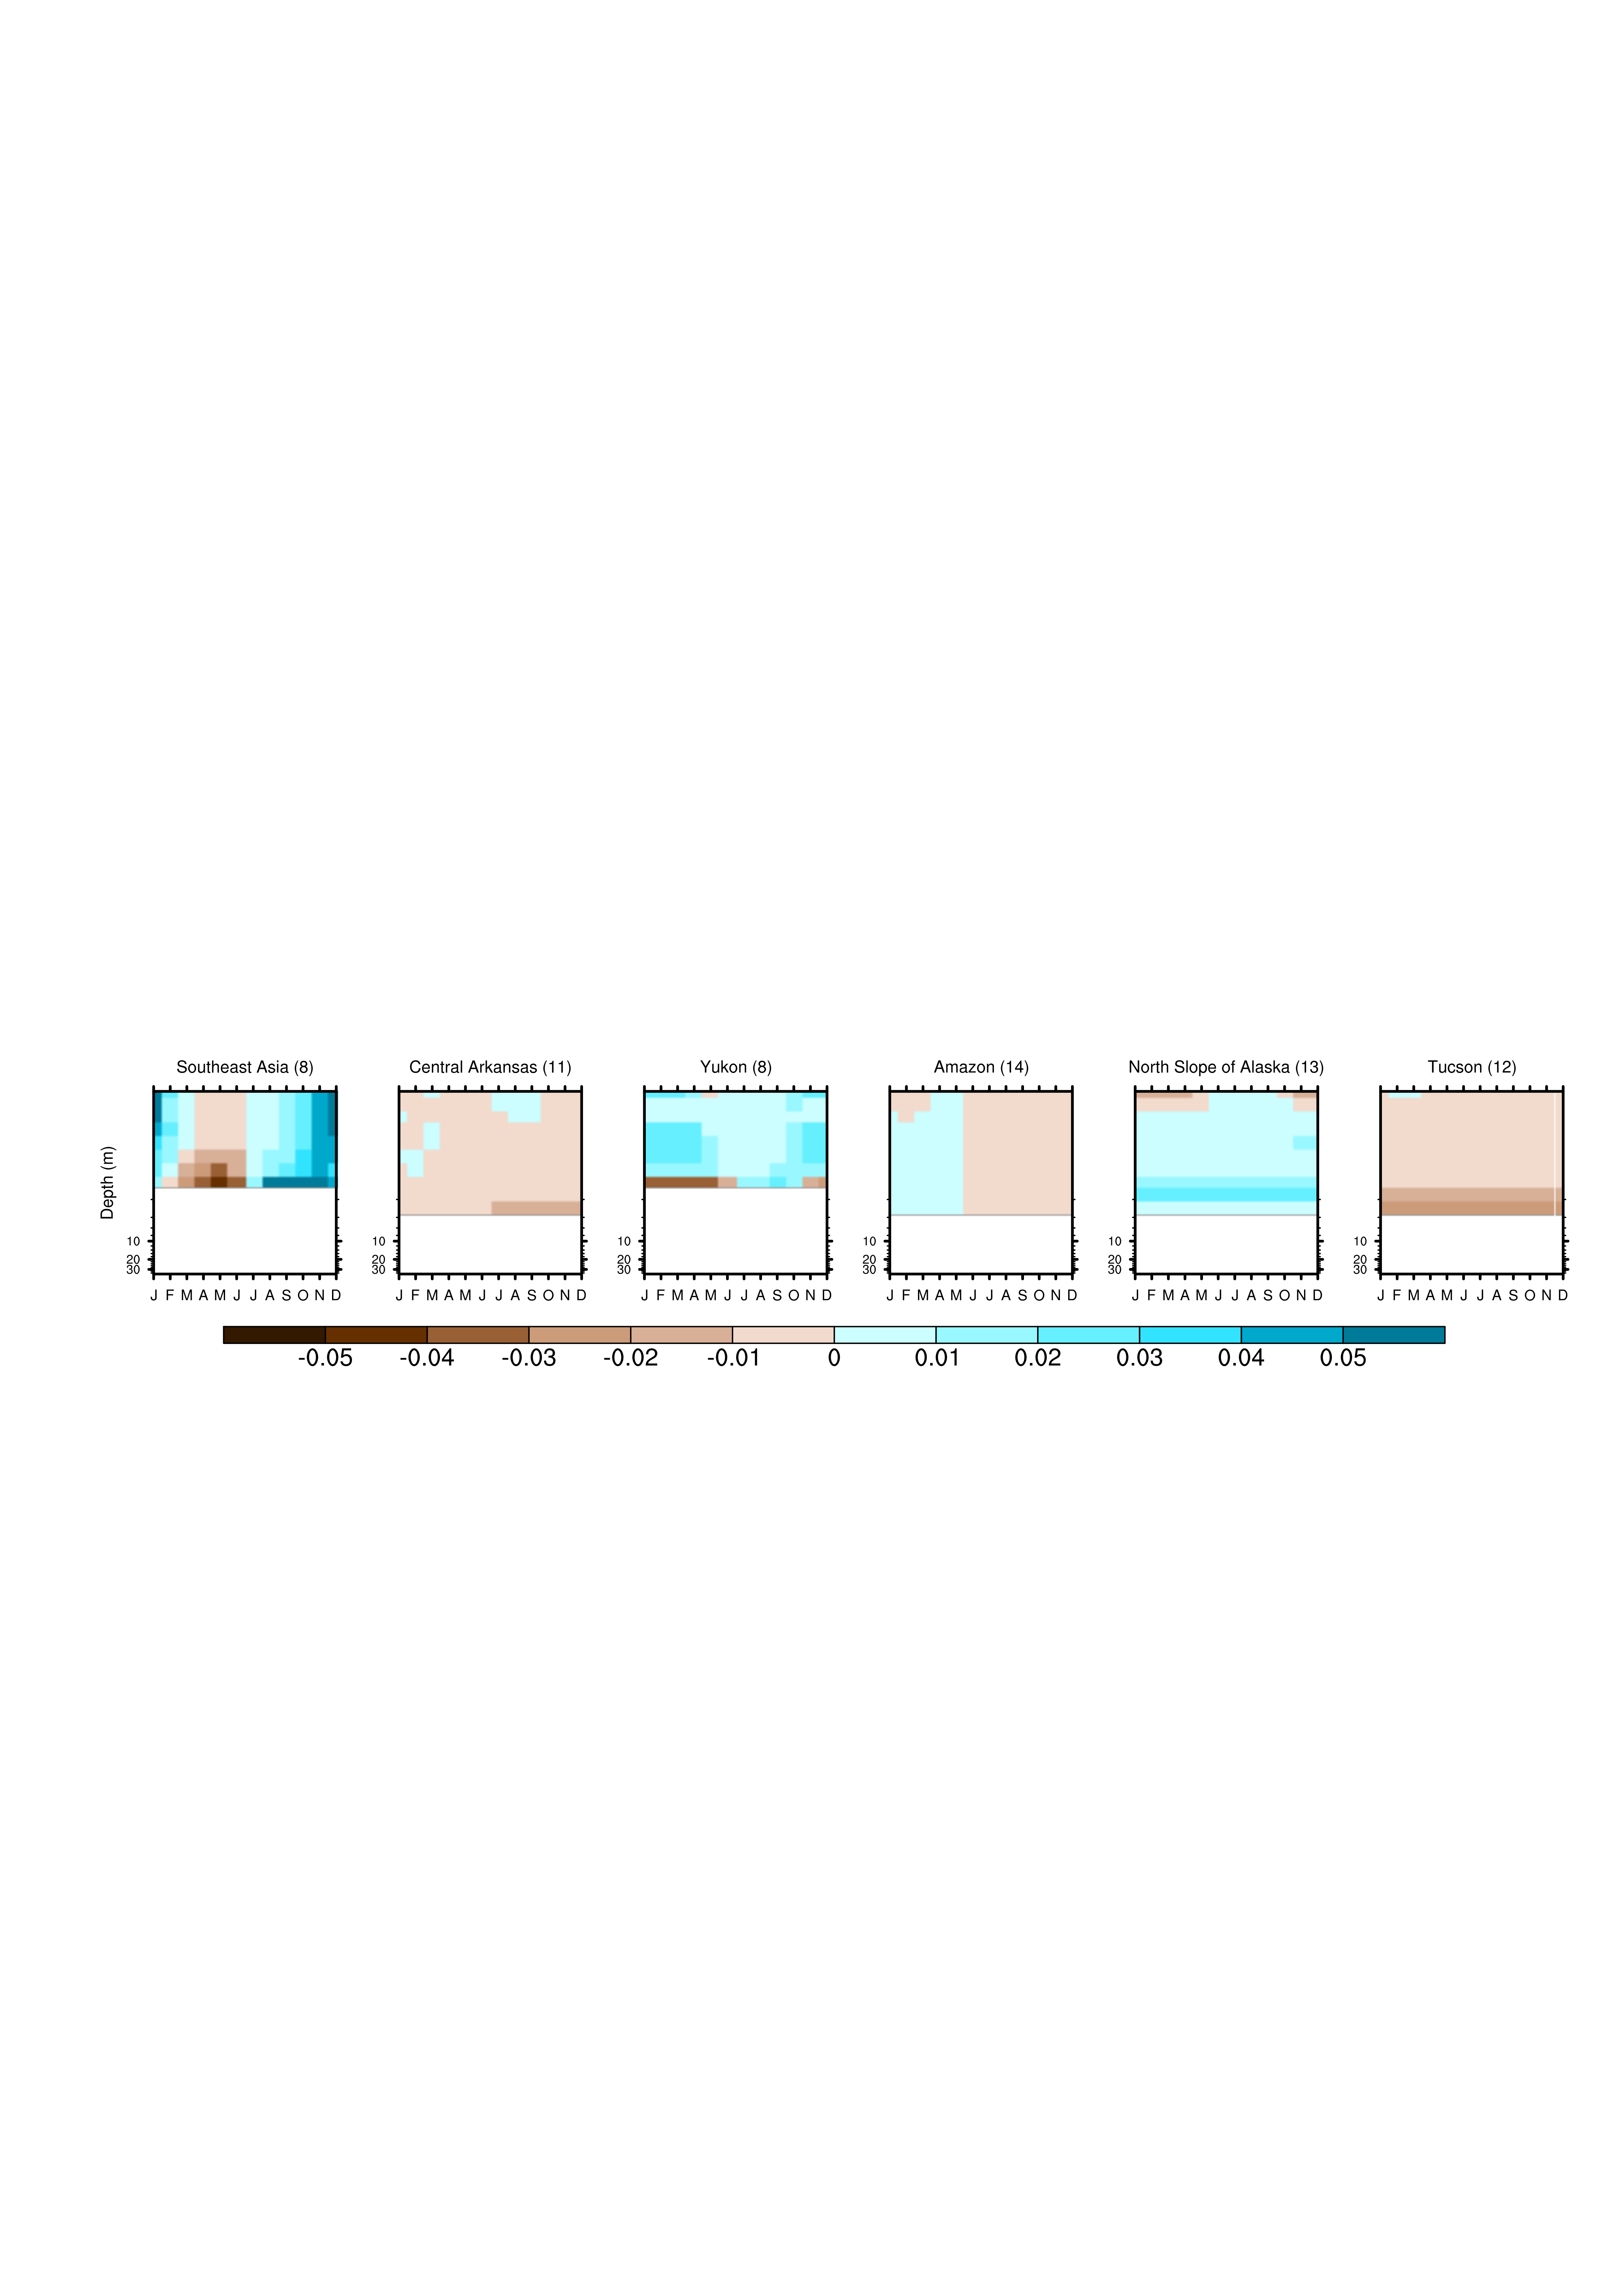 Southeast Asia (8) Central Arkansas (11) Yukon (8) Amazon (14) North Slope of Alaska (13) Tucson (12)
Depth (m)
10 10 10 10 10 10
20 20 20 20 20 20
30 30 30 30 30 30
J F M A M J J A S O N D J F M A M J J A S O N D J F M A M J J A S O N D J F M A M J J A S O N D J F M A M J J A S O N D J F M A M J J A S O N D
-0.05 -0.04 -0.03 -0.02 -0.01 0 0.01 0.02 0.03 0.04 0.05